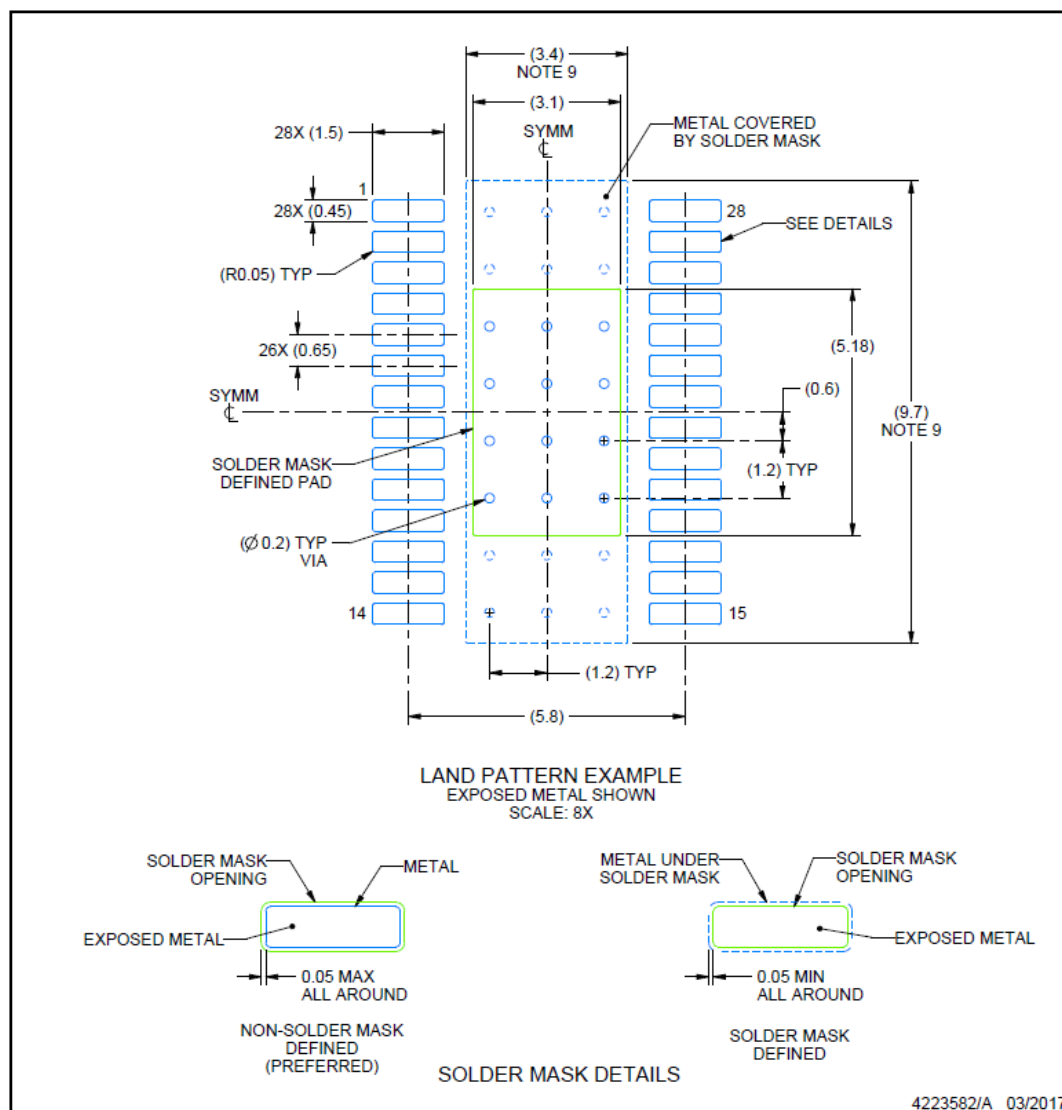 (3.4)
NOTE 9
(3.1)
SYMM
℄
METAL COVERED
BY SOLDER MASK
28X (1.5)
1
28X (0.45)
28
SEE DETAILS
(R0.05) TYP
26X (0.65)
(5.18)
(0.6)
SYMM
℄
(9.7)
NOTE 9
SOLDER MASK
DEFINED PAD
(1.2) TYP
(Ø 0.2) TYP
VIA
14
15
(1.2) TYP
(5.8)
LAND PATTERN EXAMPLE
EXPOSED METAL SHOWN
SCALE: 8X
SOLDER MASK
OPENING
METAL
EXPOSED METAL
0.05 MAX
ALL AROUND
NON-SOLDER MASK
DEFINED
(PREFERRED)
METAL UNDER
SOLDER MASK
SOLDER MASK
OPENING
EXPOSED METAL
0.05 MIN
ALL AROUND
SOLDER MASK
DEFINED
SOLDER MASK DETAILS
4223582/A 03/2017